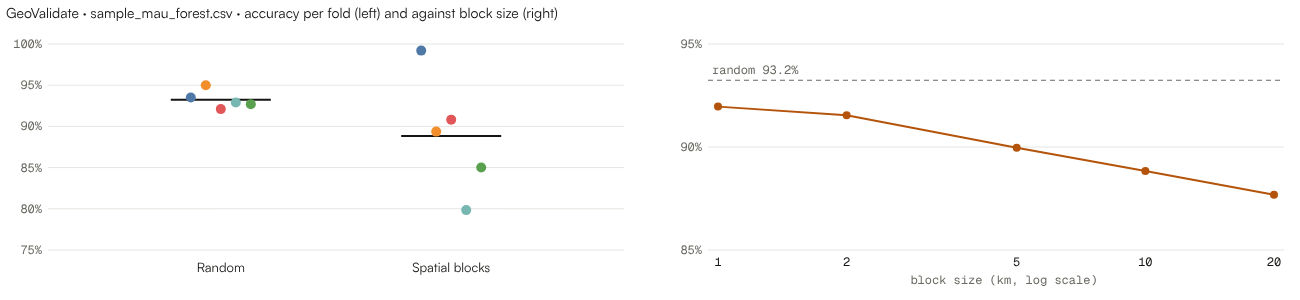 GeoValidate · sample_mau_forest.csv · accuracy per fold (left) and against block size (right)
100%
95%
90%
85%
80%
75%
Random
Spatial blocks
95%
random 93.2%
90%
85%
1 2 5 10 20
block size (km, log scale)